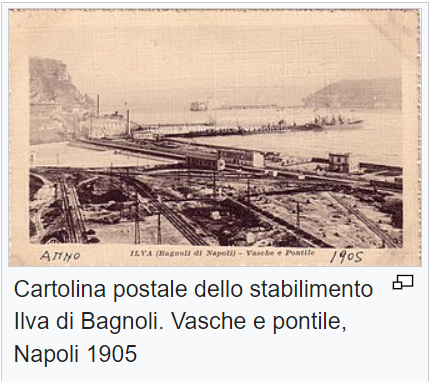 ILVA (Bagnoli di Napoli) - Vasche e Pontile
ANNO 1905
Cartolina postale dello stabilimento
Ilva di Bagnoli. Vasche e pontile,
Napoli 1905